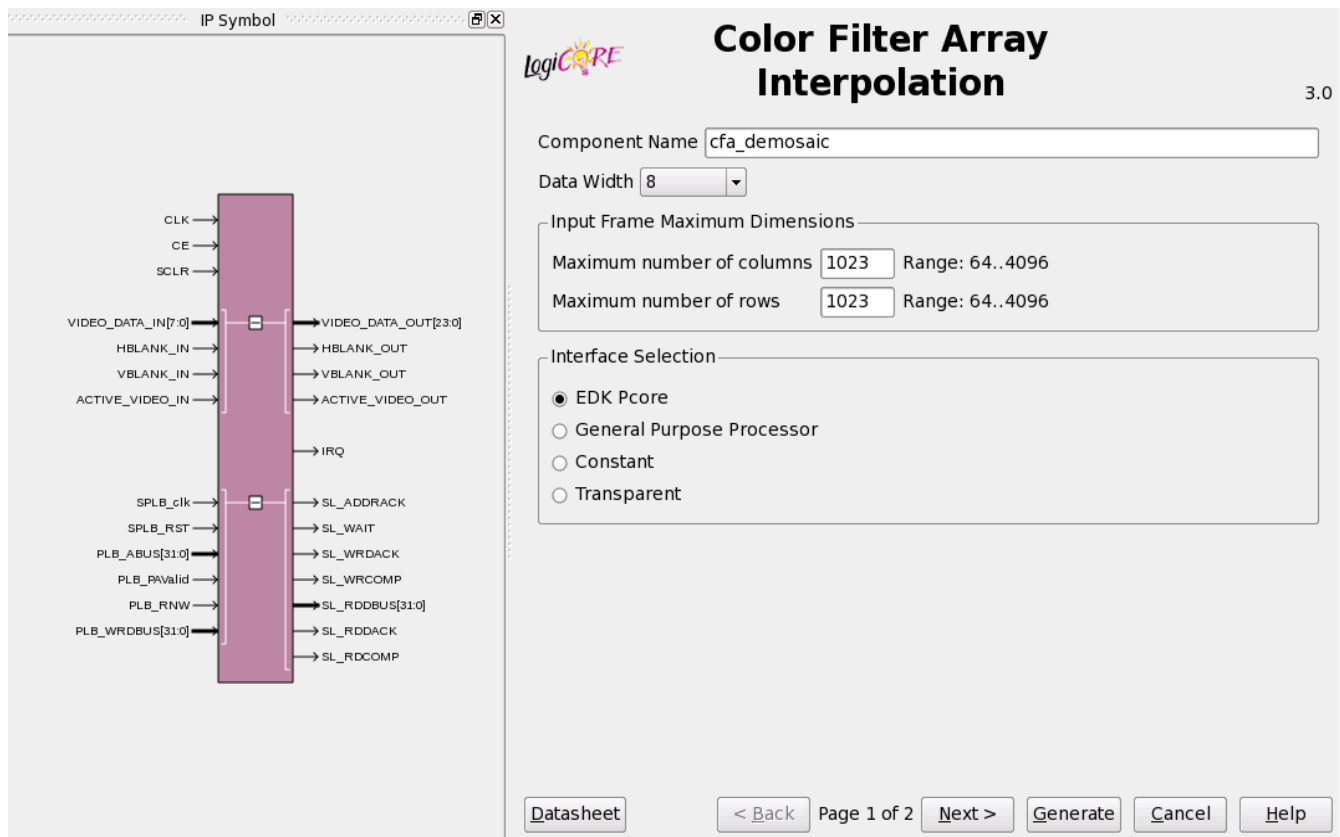 IP Symbol
CLK
CE
SCLR
VIDEO_DATA_IN[7:0]
VIDEO_DATA_OUT[23:0]
HBLANK_IN
HBLANK_OUT
VBLANK_IN
VBLANK_OUT
ACTIVE_VIDEO_IN
ACTIVE_VIDEO_OUT
IRQ
SPLB_clk
SL_ADDRACK
SPLB_RST
SL_WAIT
PLB_ABUS[31:0]
SL_WRDACK
PLB_PAValid
SL_WRCOMP
PLB_RNW
SL_RDDBUS[31:0]
PLB_WRDBUS[31:0]
SL_RDDACK
SL_RDCOMP
LogiCORE
Color Filter Array
Interpolation
3.0
Component Name cfa_demosaic
Data Width 8
Input Frame Maximum Dimensions
Maximum number of columns 1023 Range: 64..4096
Maximum number of rows 1023 Range: 64..4096
Interface Selection
EDK Pcore
General Purpose Processor
Constant
Transparent
Datasheet < Back Page 1 of 2 Next > Generate Cancel Help